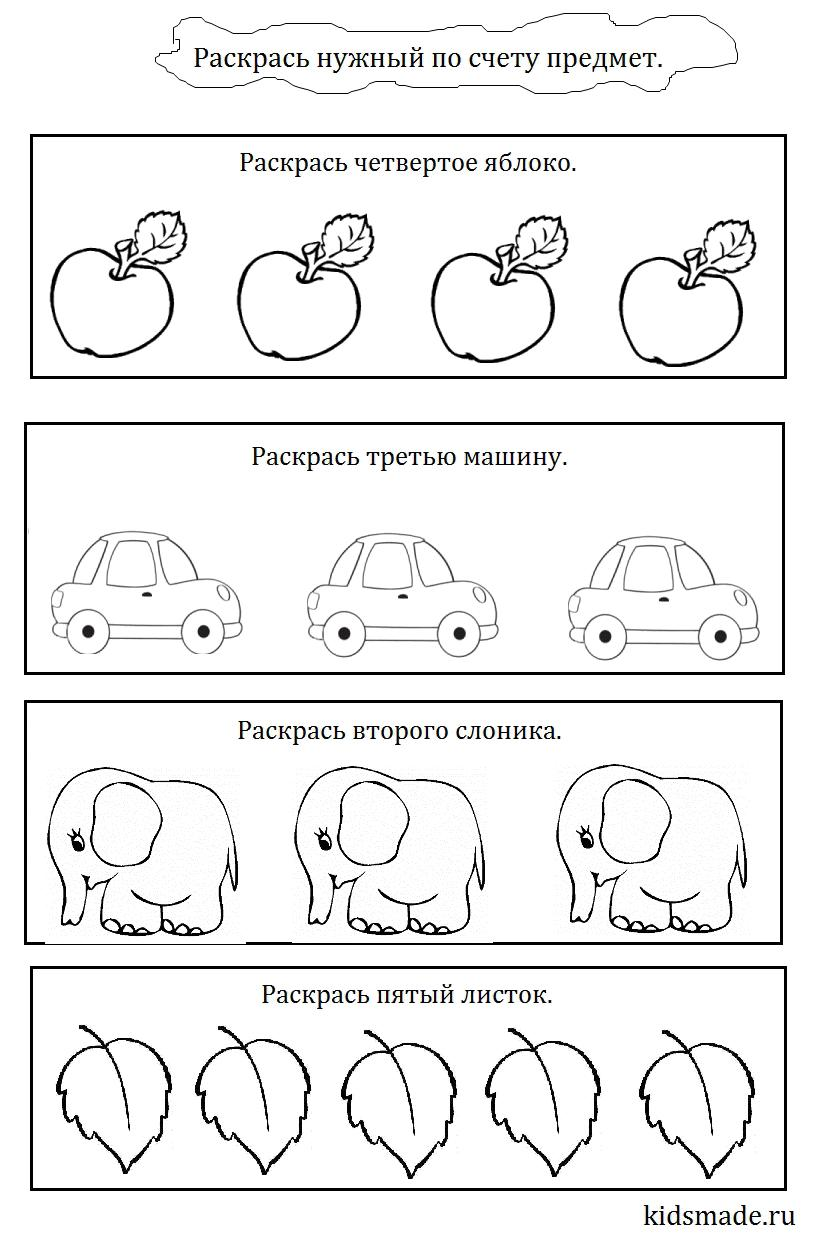 Раскрась нужный по счету предмет.
Раскрась четвертое яблоко.
Раскрась третью машину.
Раскрась второго слоника.
Раскрась пятый листок.
kidsmade.ru